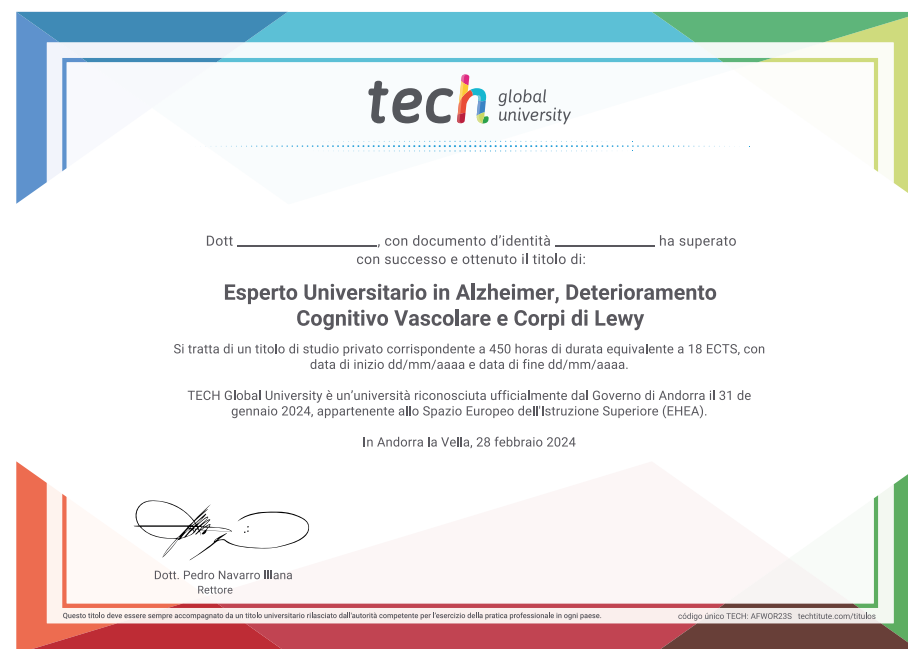 tech global
university
Dott ____________________, con documento d'identità ______________ ha superato
con successo e ottenuto il titolo di:
Esperto Universitario in Alzheimer, Deterioramento
Cognitivo Vascolare e Corpi di Lewy
Si tratta di un titolo di studio privato corrispondente a 450 horas di durata equivalente a 18 ECTS, con
data di inizio dd/mm/aaaa e data di fine dd/mm/aaaa.
TECH Global University è un'università riconosciuta ufficialmente dal Governo di Andorra il 31 de
gennaio 2024, appartenente allo Spazio Europeo dell'Istruzione Superiore (EHEA).
In Andorra la Vella, 28 febbraio 2024
Dott. Pedro Navarro Illana
Rettore
Questo titolo deve essere sempre accompagnato da un titolo universitario rilasciato dall'autorità competente per l'esercizio della pratica professionale in ogni paese.
código único TECH: AFWOR23S techtitute.com/titulos